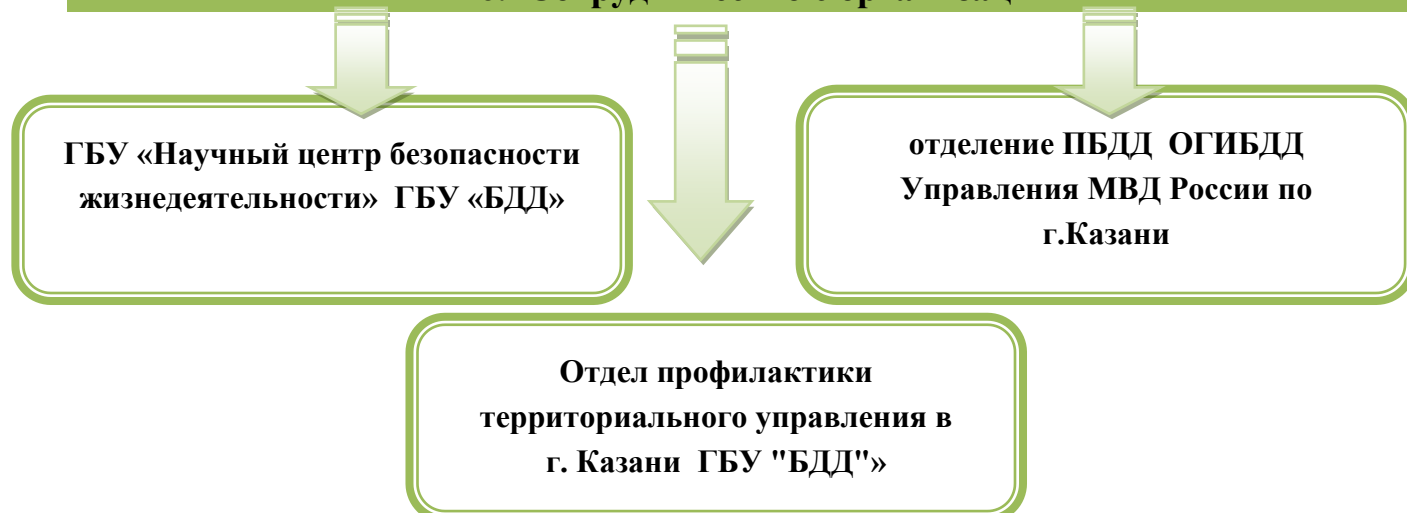 ГБУ «Научный центр безопасности
жизнедеятельности» ГБУ «БДД»
отделение ПБДД ОГИБДД
Управления МВД России по
г.Казани
Отдел профилактики
территориального управления в
г. Казани ГБУ "БДД"»